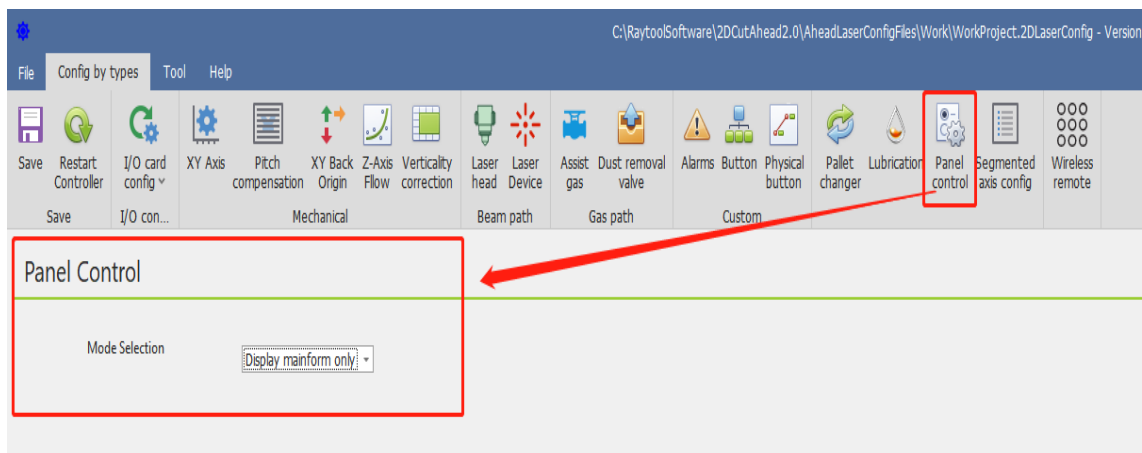 C:\RaytoolSoftware\2DCutAhead2.0\AheadLaserConfigFiles\Work\WorkProject.2DLaserConfig - Version
File Config by types Tool Help
Save Restart Controller I/O card config XY Axis Pitch compensation XY Back Origin Z-Axis Fllow Verticality correction Laser head Laser Device Assist gas Dust removal valve Alarms Button Physical button Pallet changer Lubrication Panel control Segmented axis config Wireless remote
Save I/O con... Mechanical Beam path Gas path Custom
Panel Control
Mode Selection Display mainform only